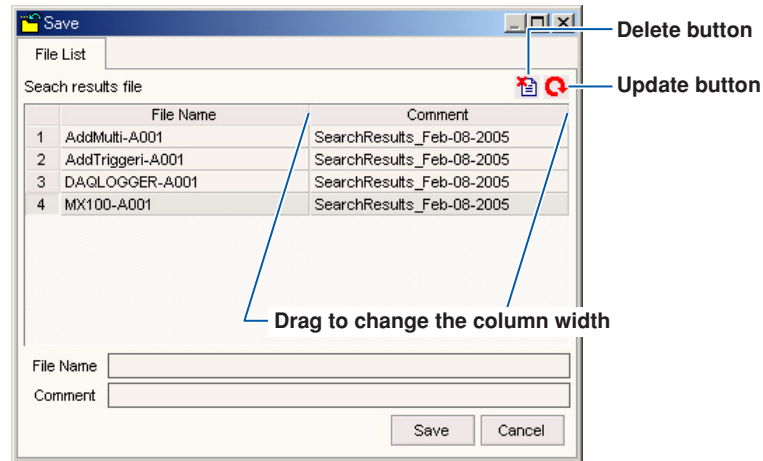 Save
Delete button
File List
Seach results file
Update button
File Name Comment
1 AddMulti-A001 SearchResults_Feb-08-2005
2 AddTriggeri-A001 SearchResults_Feb-08-2005
3 DAQLOGGER-A001 SearchResults_Feb-08-2005
4 MX100-A001 SearchResults_Feb-08-2005
Drag to change the column width
File Name
Comment
Save Cancel